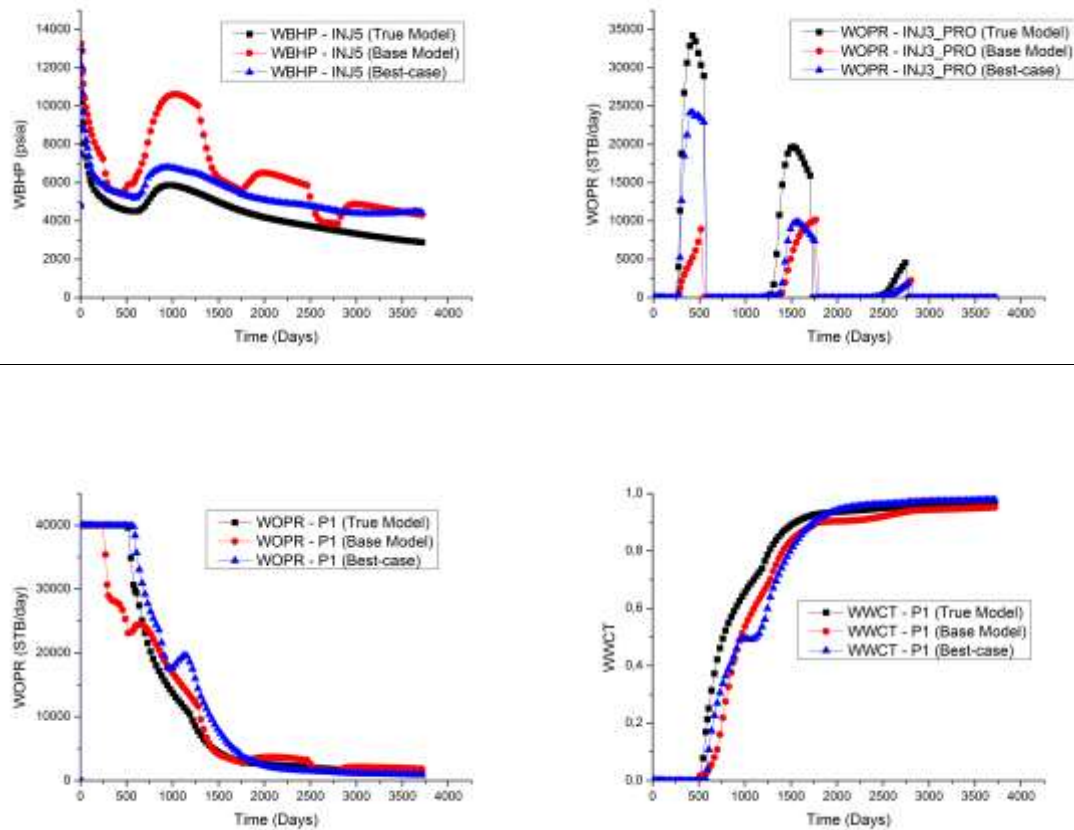 WBHP - INJ5 (True Model)
WBHP - INJ5 (Base Model)
WBHP - INJ5 (Best-case)
14000
12000
10000
8000
6000
4000
2000
0
WBHP (psia)
0 500 1000 1500 2000 2500 3000 3500 4000
Time (Days)
WOPR - INJ3_PRO (True Model)
WOPR - INJ3_PRO (Base Model)
WOPR - INJ3_PRO (Best-case)
35000
30000
25000
20000
15000
10000
5000
0
WOPR (STB/day)
0 500 1000 1500 2000 2500 3000 3500 4000
Time (Days)
WOPR - P1 (True Model)
WOPR - P1 (Base Model)
WOPR - P1 (Best-case)
40000
30000
20000
10000
0
WOPR (STB/day)
0 500 1000 1500 2000 2500 3000 3500 4000
Time (Days)
1,0
0,8
0,6
0,4
0,2
0,0
WWCT
WWCT - P1 (True Model)
WWCT - P1 (Base Model)
WWCT - P1 (Best-case)
0 500 1000 1500 2000 2500 3000 3500 4000
Time (Days)